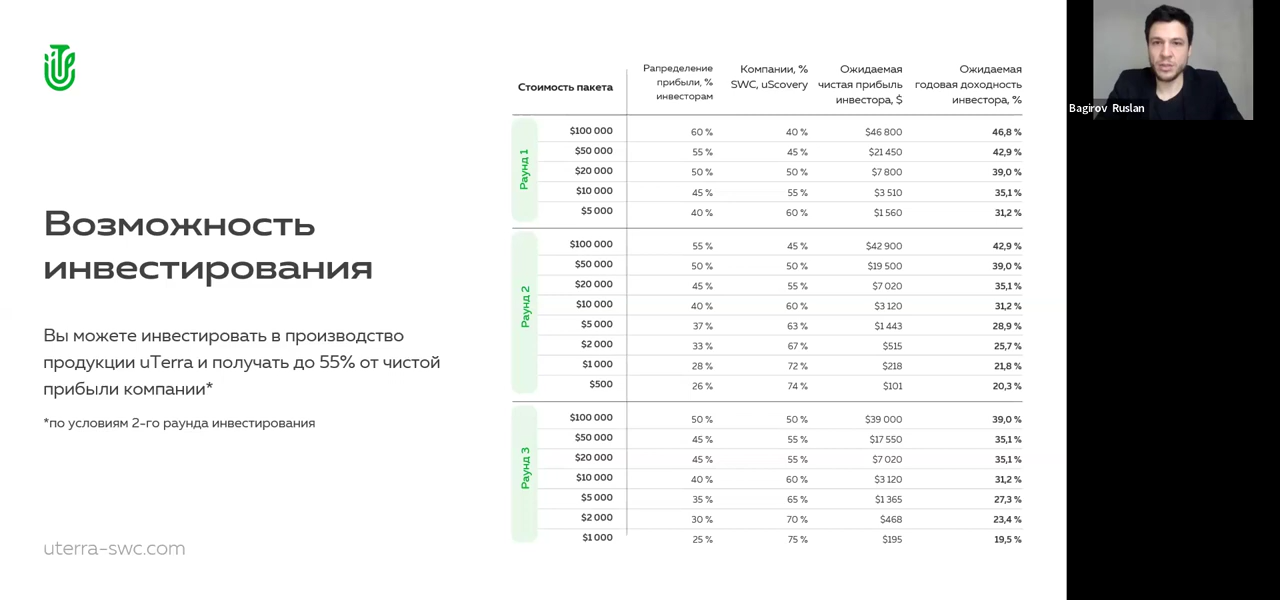 Возможность
инвестирования
Вы можете инвестировать в производство
продукции uTerra и получать до 55% от чистой
прибыли компании*
*по условиям 2-го раунда инвестирования
uterra-swc.com
Стоимость пакета
Рапределение
прибыли, %
инвесторам
Компании, %
SWC, uScovery
Ожидаемая
чистая прибыль
инвестора, $
Ожидаемая
годовая доходность
инвестора, %
Раунд 1
$100 000 60 % 40 % $46 800 46,8 %
$50 000 55 % 45 % $21 450 42,9 %
$20 000 50 % 50 % $7 800 39,0 %
$10 000 45 % 55 % $3 510 35,1 %
$5 000 40 % 60 % $1 560 31,2 %
Раунд 2
$100 000 55 % 45 % $42 900 42,9 %
$50 000 50 % 50 % $19 500 39,0 %
$20 000 45 % 55 % $7 020 35,1 %
$10 000 40 % 60 % $3 120 31,2 %
$5 000 37 % 63 % $1 443 28,9 %
$2 000 33 % 67 % $515 25,7 %
$1 000 28 % 72 % $218 21,8 %
$500 26 % 74 % $101 20,3 %
Раунд 3
$100 000 50 % 50 % $39 000 39,0 %
$50 000 45 % 55 % $17 550 35,1 %
$20 000 45 % 55 % $7 020 35,1 %
$10 000 40 % 60 % $3 120 31,2 %
$5 000 35 % 65 % $1 365 27,3 %
$2 000 30 % 70 % $468 23,4 %
$1 000 25 % 75 % $195 19,5 %
Bagirov Ruslan